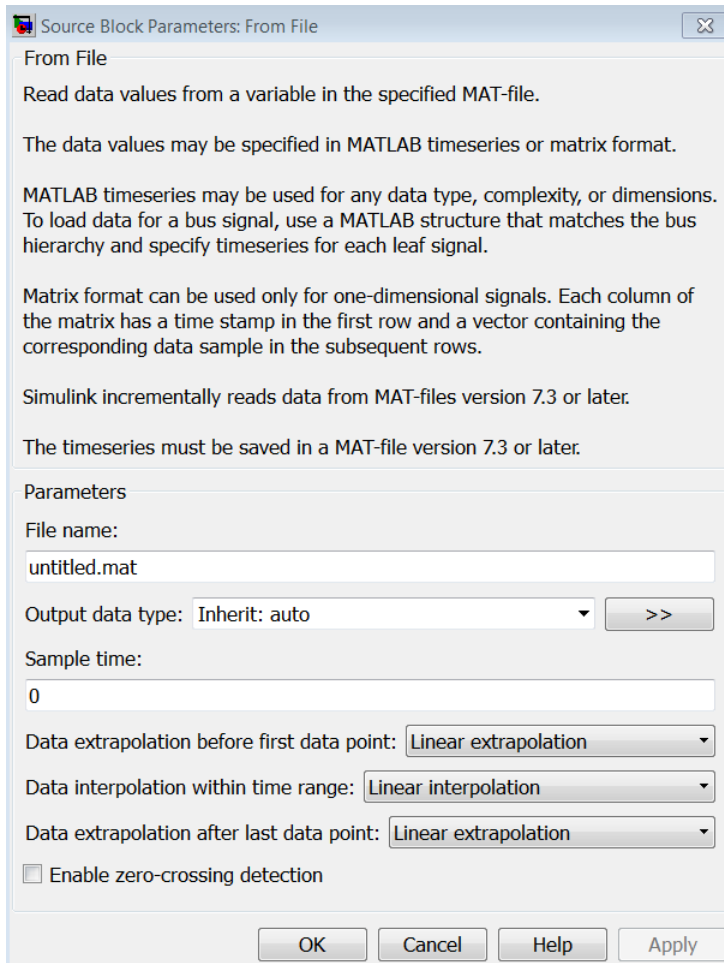 Source Block Parameters: From File
From File
Read data values from a variable in the specified MAT-file.
The data values may be specified in MATLAB timeseries or matrix format.
MATLAB timeseries may be used for any data type, complexity, or dimensions.
To load data for a bus signal, use a MATLAB structure that matches the bus
hierarchy and specify timeseries for each leaf signal.
Matrix format can be used only for one-dimensional signals. Each column of
the matrix has a time stamp in the first row and a vector containing the
corresponding data sample in the subsequent rows.
Simulink incrementally reads data from MAT-files version 7.3 or later.
The timeseries must be saved in a MAT-file version 7.3 or later.
Parameters
File name:
untitled.mat
Output data type: Inherit: auto >>
Sample time:
0
Data extrapolation before first data point: Linear extrapolation
Data interpolation within time range: Linear interpolation
Data extrapolation after last data point: Linear extrapolation
Enable zero-crossing detection
OK Cancel Help Apply